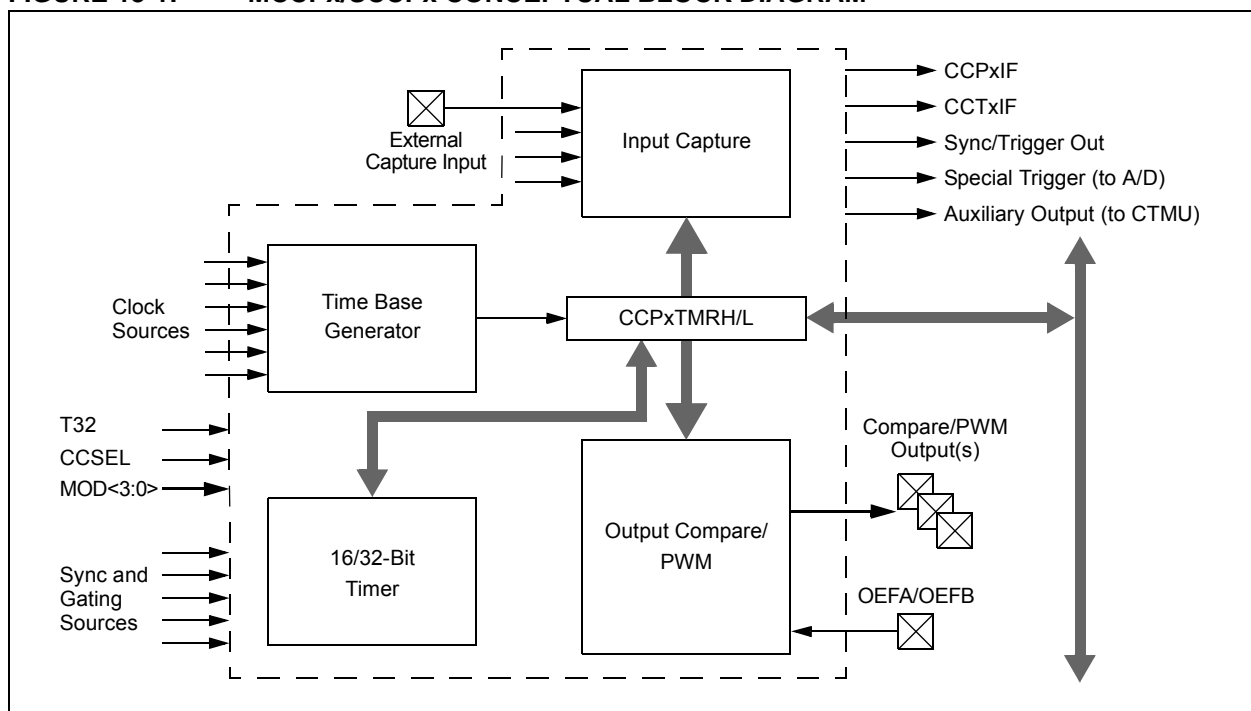 CCPxIF
CCTxIF
Sync/Trigger Out
Special Trigger (to A/D)
Auxiliary Output (to CTMU)
External
Capture Input
Input Capture
Clock
Sources
Time Base
Generator
CCPxTMRH/L
T32
CCSEL
MOD<3:0>
Sync and
Gating
Sources
16/32-Bit
Timer
Output Compare/
PWM
Compare/PWM
Output(s)
OEFA/OEFB